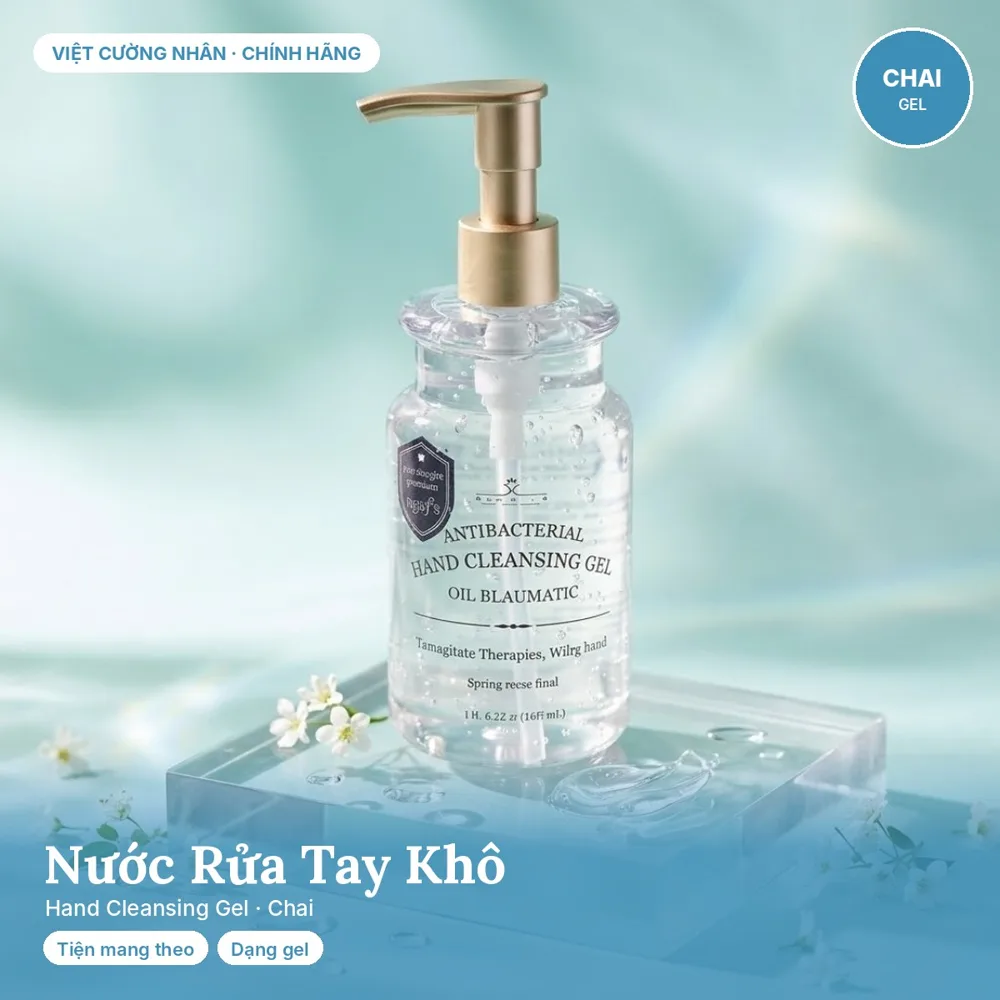 VIỆT CƯỜNG NHÂN · CHÍNH HÃNG
CHAI
GEL
premium
ANTIBACTERIAL
HAND CLEANSING GEL
OIL BLAUMATIC
Tamagitate Therapies, Wilrg hand
Spring reese final
Nước Rửa Tay Khô
Hand Cleansing Gel · Chai
Tiện mang theo
Dạng gel